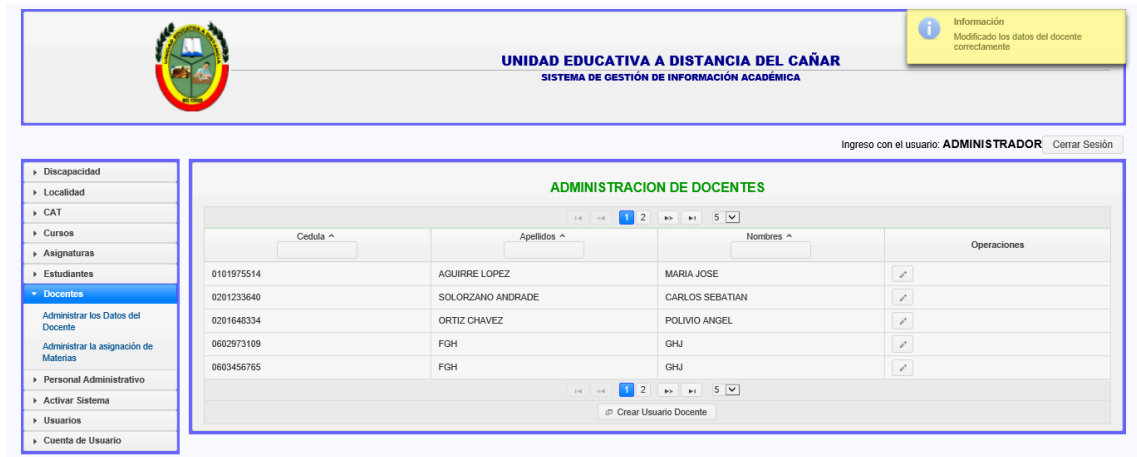 UNIDAD EDUCATIVA A DISTANCIA DEL CAÑAR
SISTEMA DE GESTIÓN DE INFORMACIÓN ACADÉMICA
Información
Modificado los datos del docente
correctamente
Ingreso con el usuario: ADMINISTRADOR Cerrar Sesión
Discapacidad
Localidad
CAT
Cursos
Asignaturas
Estudiantes
Docentes
Administrar los Datos del
Docente
Administrar la asignación de
Materias
Personal Administrativo
Activar Sistema
Usuarios
Cuenta de Usuario
ADMINISTRACION DE DOCENTES
1 2 5
Cedula Apellidos Nombres Operaciones
0101975514 AGUIRRE LOPEZ MARIA JOSE
0201233640 SOLORZANO ANDRADE CARLOS SEBATIAN
0201648334 ORTIZ CHAVEZ POLIVIO ANGEL
0602973109 FGH GHJ
0603456765 FGH GHJ
1 2 5
Crear Usuario Docente